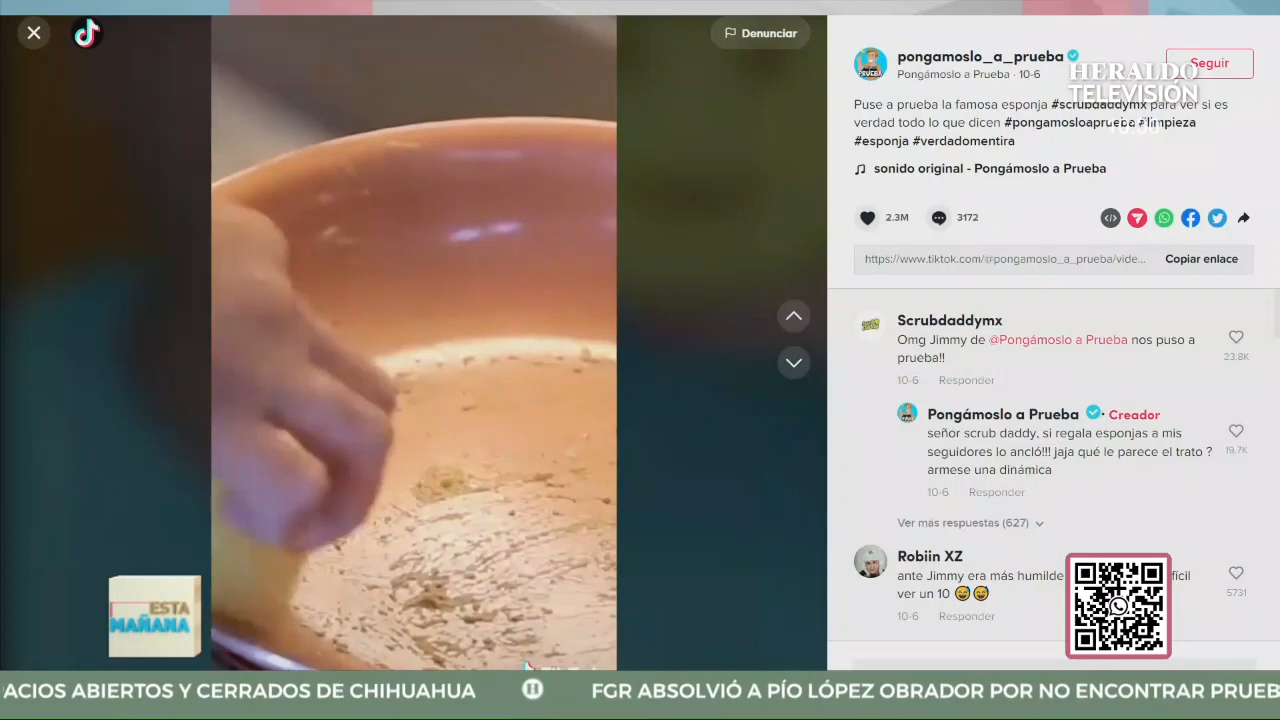 Denunciar
pongamoslo_a_prueba
Pongámoslo a Prueba · 10-6
Seguir
HERALDO
TELEVISIÓN
PRUEBA
Puse a prueba la famosa esponja #scrubdaddymx para ver si es
verdad todo lo que dicen #pongamosloaprueba #limpieza
#esponja #verdadomentira
sonido original - Pongámoslo a Prueba
2.3M
3172
https://www.tiktok.com/@pongamoslo_a_prueba/vide...
Copiar enlace
Scrubdaddymx
Omg Jimmy de @Pongámoslo a Prueba nos puso a
prueba!!
23.8K
10-6 Responder
Pongámoslo a Prueba · Creador
señor scrub daddy, si regala esponjas a mis
seguidores lo ancló!!! jaja qué le parece el trato ?
armese una dinámica
19.7K
10-6 Responder
Ver más respuestas (627)
Robiin XZ
ante Jimmy era más humilde
ver un 10 😅😅
5731
10-6 Responder
ESTA
MAÑANA
ACIOS ABIERTOS Y CERRADOS DE CHIHUAHUA
FGR ABSOLVIÓ A PÍO LÓPEZ OBRADOR POR NO ENCONTRAR PRUEB